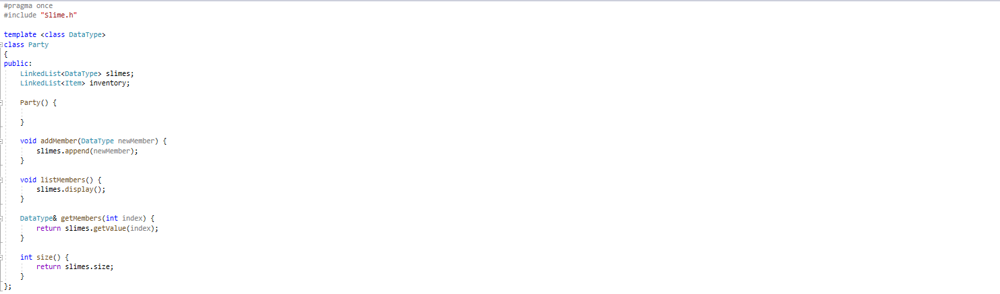 #pragma once
#include "Slime.h"
template <class DataType>
class Party
{
public:
    LinkedList<DataType> slimes;
    LinkedList<Item> inventory;
    Party() {
    }
    void addMember(DataType newMember) {
        slimes.append(newMember);
    }
    void listMembers() {
        slimes.display();
    }
    DataType& getMembers(int index) {
        return slimes.getValue(index);
    }
    int size() {
        return slimes.size;
    }
};